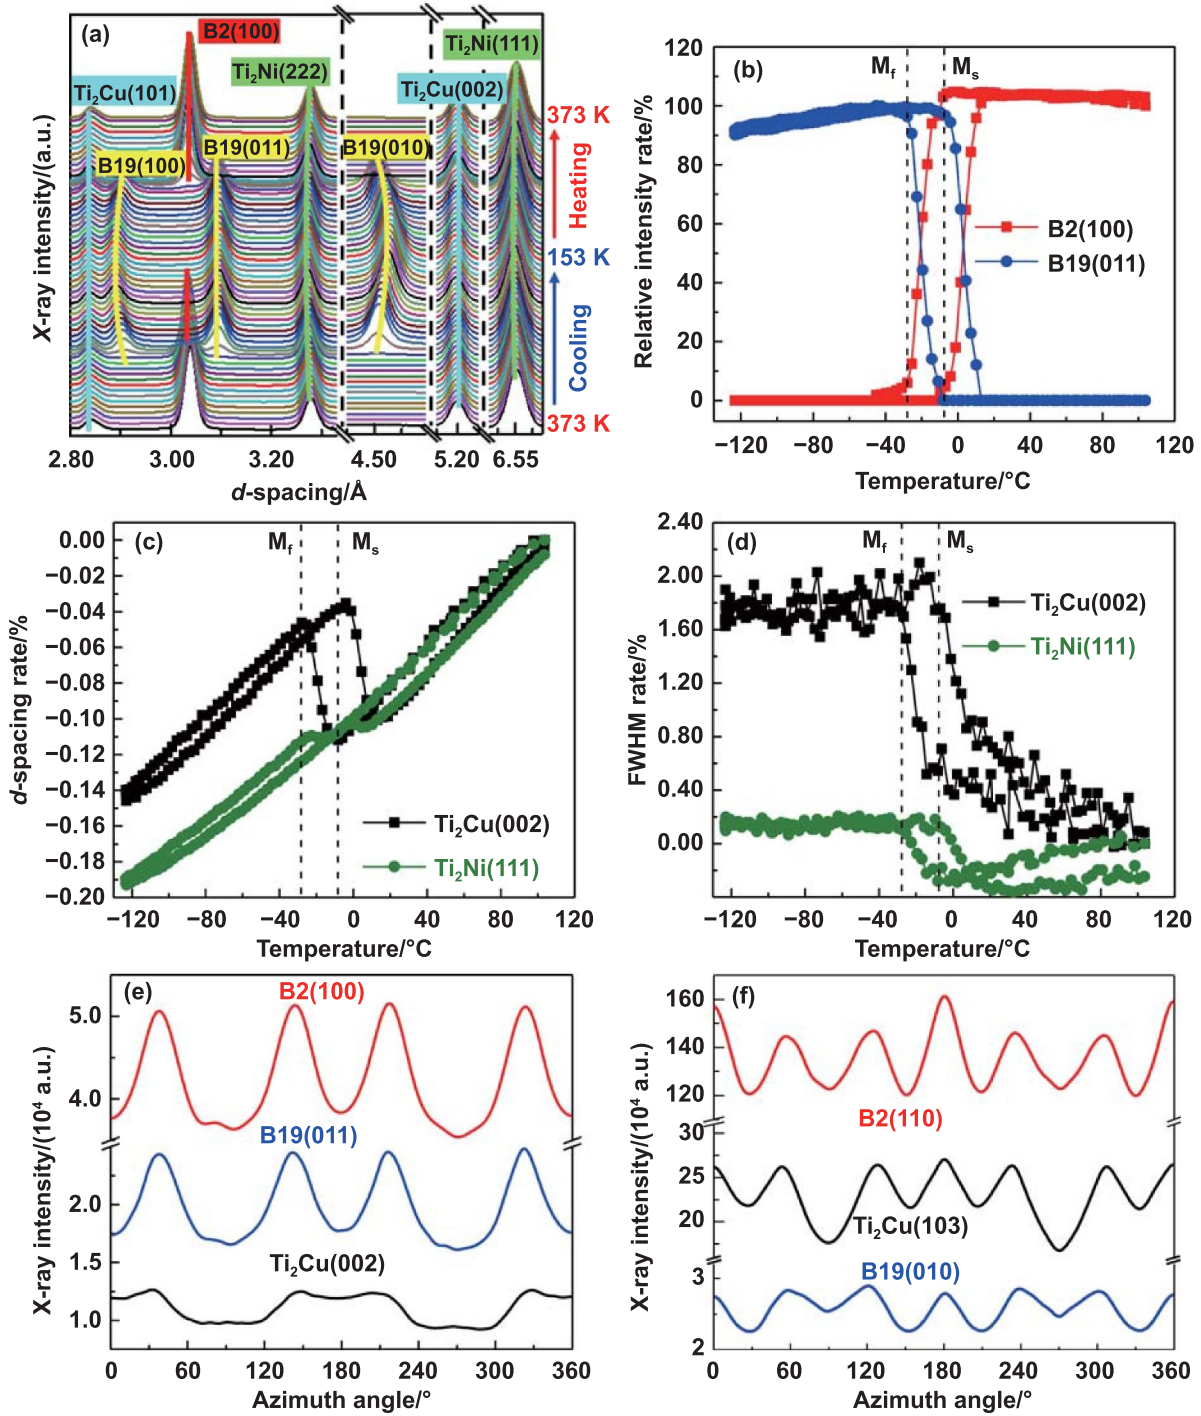 (a)
B2(100)
Ti2Ni(111)
Ti2Ni(222)
Ti2Cu(101)
Ti2Cu(002)
373 K
B19(100)
B19(011)
B19(010)
Heating
153 K
Cooling
373 K
X-ray intensity/(a.u.)
2.80 3.00 3.20 4.50 5.20 6.55
d-spacing/Å
(b)
Mf Ms
120
100
80
60
40
20
0
B2(100)
B19(011)
Relative intensity rate/%
−120 −80 −40 0 40 80 120
Temperature/°C
(c)
Mf Ms
0.00
−0.02
−0.04
−0.06
−0.08
−0.10
−0.12
−0.14
−0.16
−0.18
−0.20
Ti2Cu(002)
Ti2Ni(111)
d-spacing rate/%
−120 −80 −40 0 40 80 120
Temperature/°C
(d)
Mf Ms
2.40
2.00
1.60
1.20
0.80
0.40
0.00
Ti2Cu(002)
Ti2Ni(111)
FWHM rate/%
−120 −80 −40 0 40 80 120
Temperature/°C
(e)
B2(100)
5.0
4.0
B19(011)
2.0
Ti2Cu(002)
1.5
1.0
X-ray intensity/(10⁴ a.u.)
0 60 120 180 240 300 360
Azimuth angle/°
(f)
160
140
120
B2(110)
30
25
20
Ti2Cu(103)
B19(010)
3
2
X-ray intensity/(10⁴ a.u.)
0 60 120 180 240 300 360
Azimuth angle/°